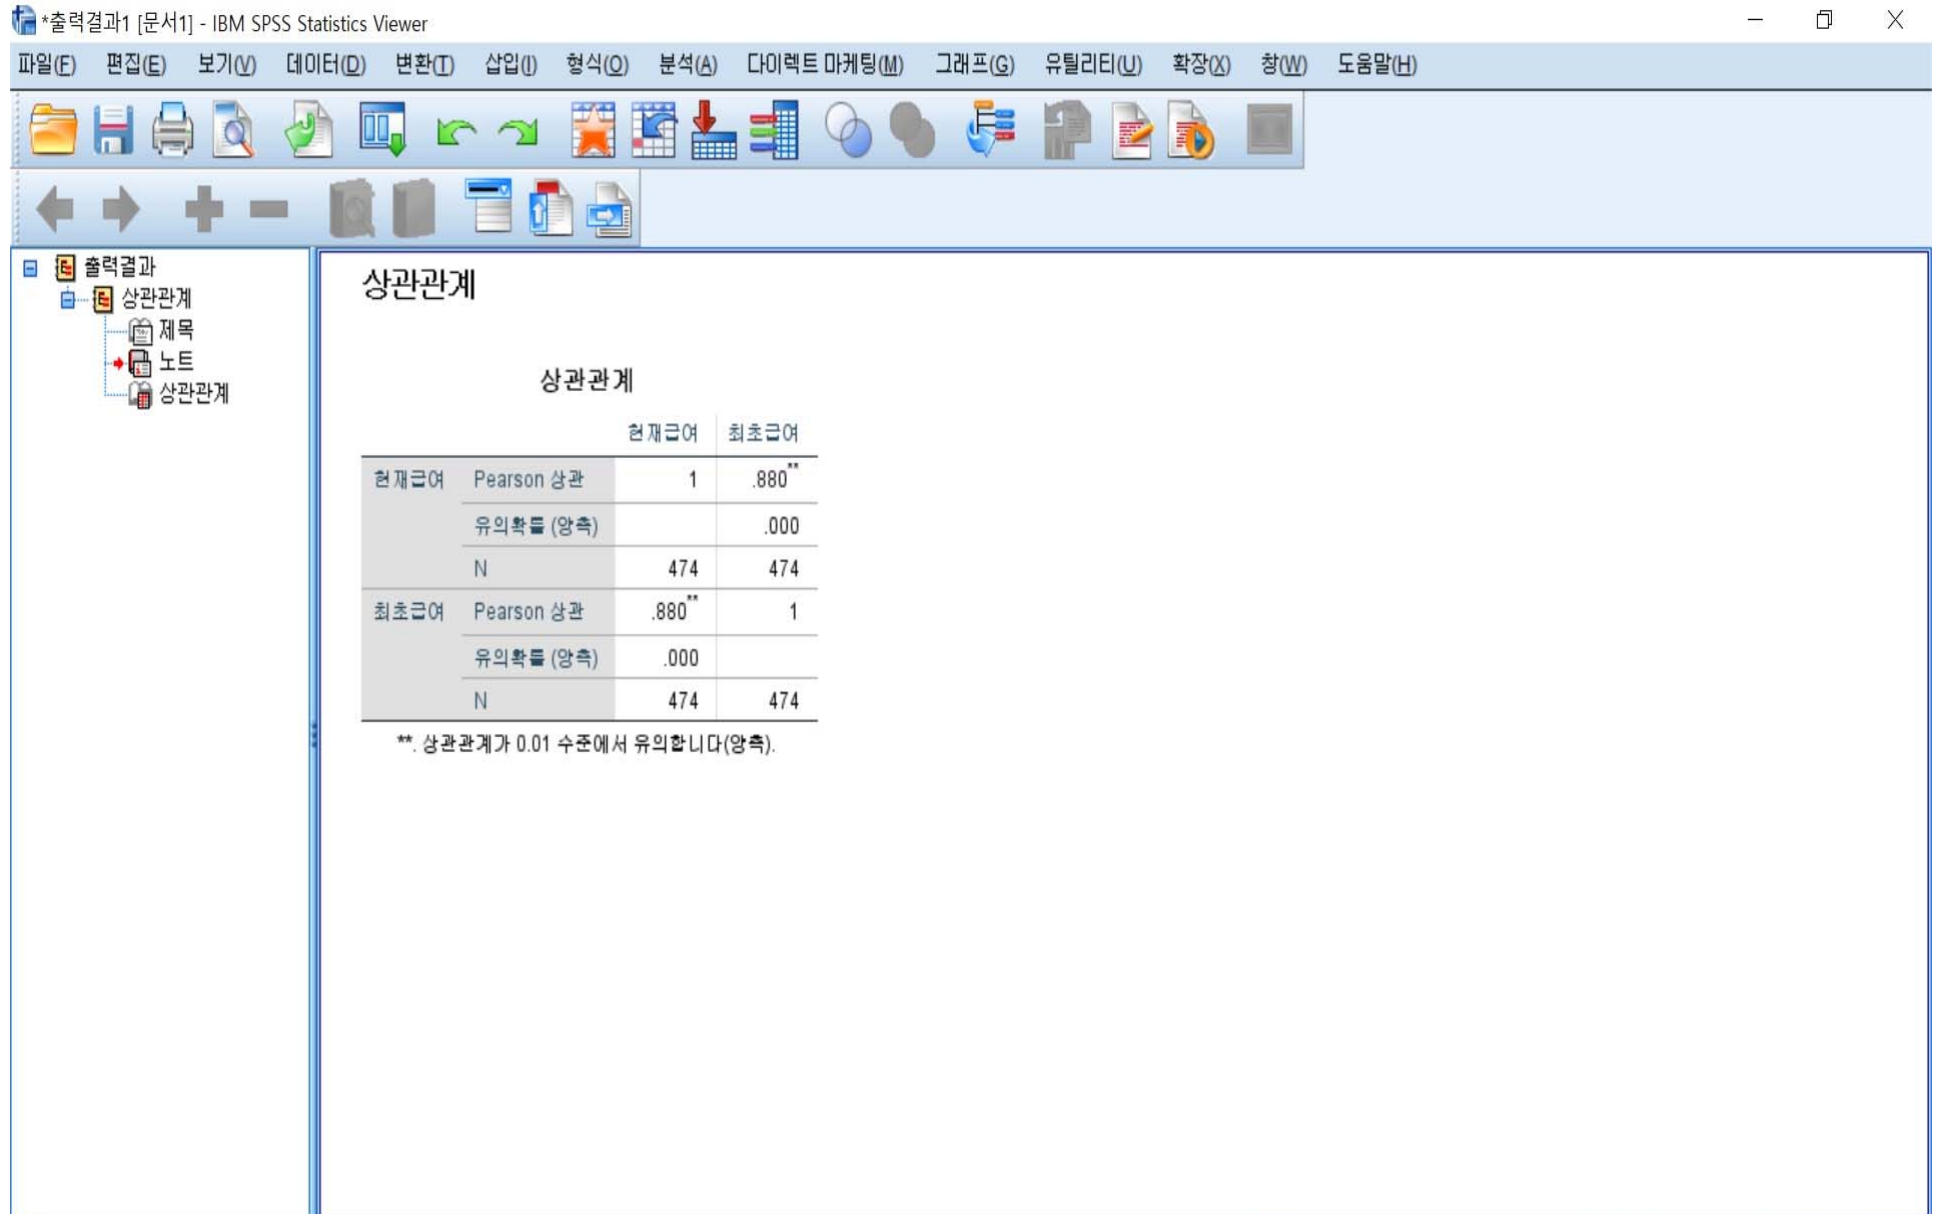 *출력결과1 [문서1] - IBM SPSS Statistics Viewer
파일(F) 편집(E) 보기(V) 데이터(D) 변환(T) 삽입(I) 형식(O) 분석(A) 다이렉트 마케팅(M) 그래프(G) 유틸리티(U) 확장(X) 창(W) 도움말(H)
출력결과
상관관계
제목
노트
상관관계
상관관계
상관관계
현재급여 최초급여
현재급여 Pearson 상관 1 .880**
유의확률 (양측) .000
N 474 474
최초급여 Pearson 상관 .880** 1
유의확률 (양측) .000
N 474 474
**. 상관관계가 0.01 수준에서 유의합니다(양측).